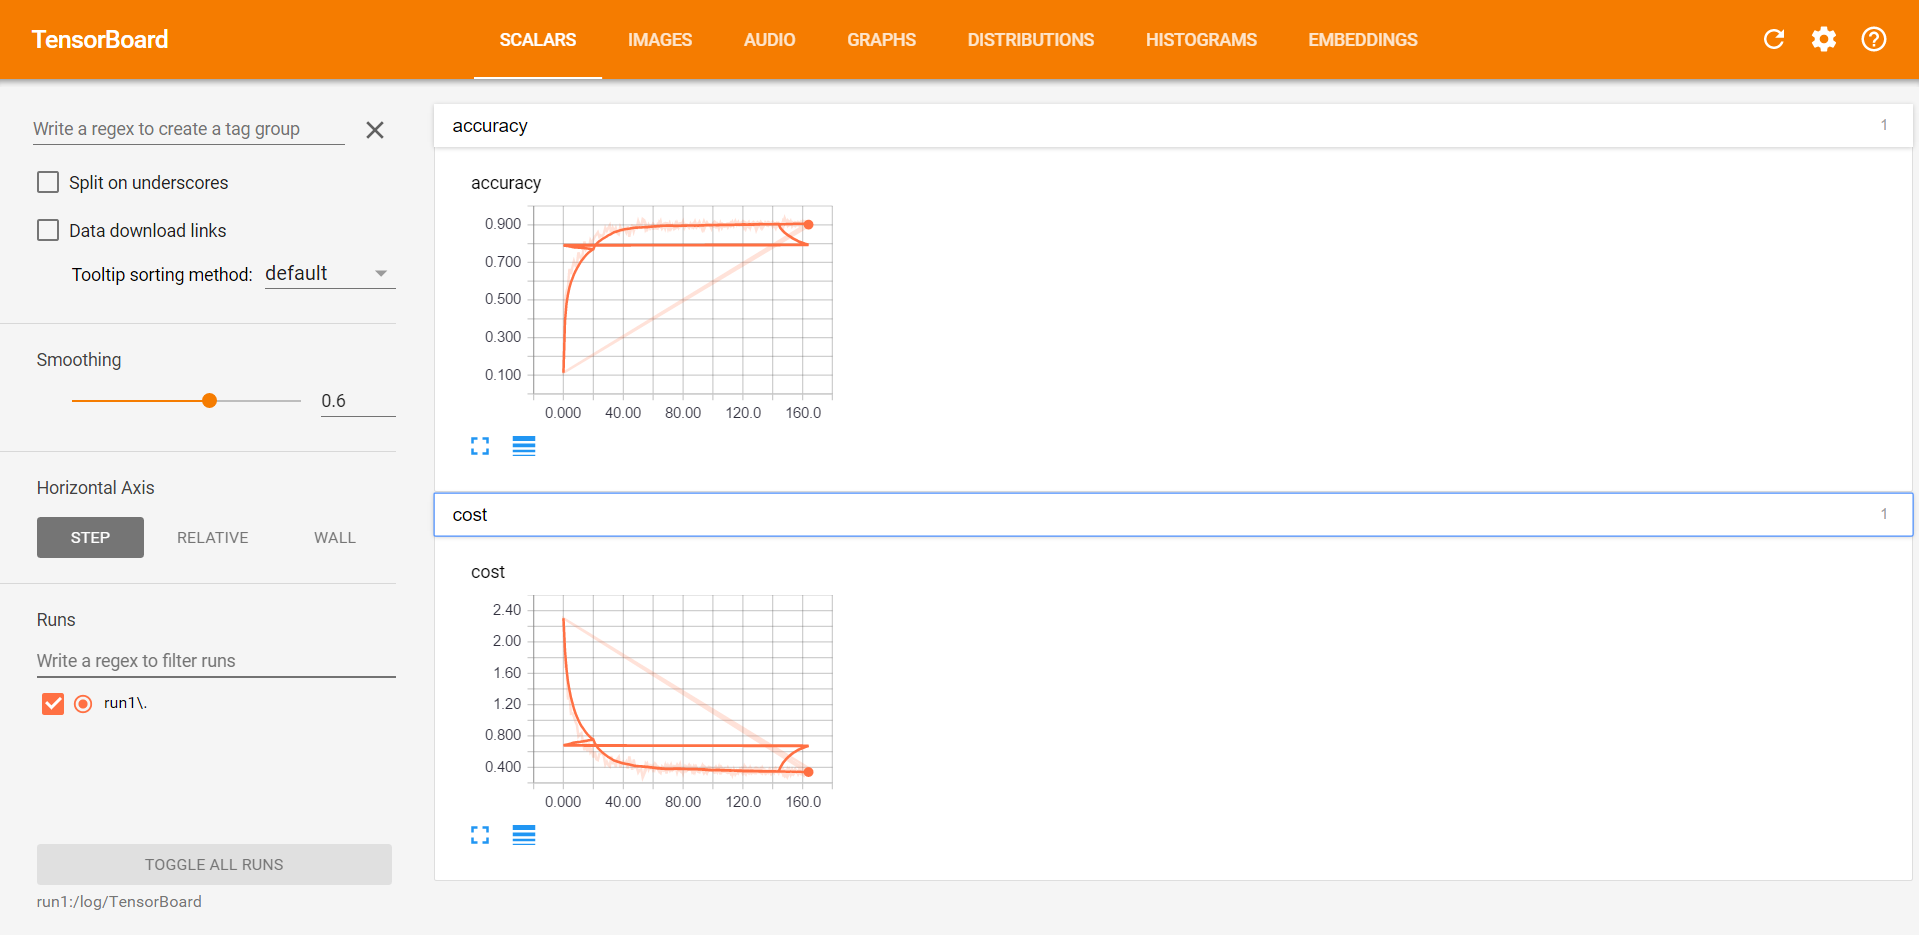 TensorBoard
SCALARS IMAGES AUDIO GRAPHS DISTRIBUTIONS HISTOGRAMS EMBEDDINGS
Write a regex to create a tag group
Split on underscores
Data download links
Tooltip sorting method: default
Smoothing
0.6
Horizontal Axis
STEP RELATIVE WALL
Runs
Write a regex to filter runs
run1\.
TOGGLE ALL RUNS
run1:/log/TensorBoard
accuracy 1
accuracy
0.900
0.700
0.500
0.300
0.100
0.000 40.00 80.00 120.0 160.0
cost 1
cost
2.40
2.00
1.60
1.20
0.800
0.400
0.000 40.00 80.00 120.0 160.0